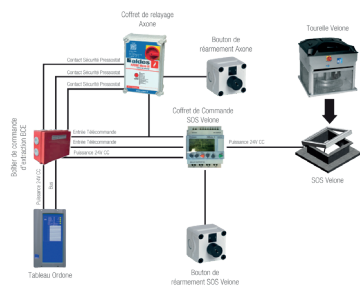 Coffret de relayage
Axone
Tourelle Velone
Bouton de
réarmement Axone
Contact Sécurité Pressostat
Contact Sécurité Pressostat
Contact Sécurité Pressostat
Coffret de Commande
SOS Velone
Boîtier de commande
d'extraction BCE
Entrée Télécommande
Entrée Télécommande
Puissance 24V CC
Puissance 24V CC
SOS Velone
Puissance 24V CC
Bus
Tableau Ordone
Bouton de
réarmement SOS Velone